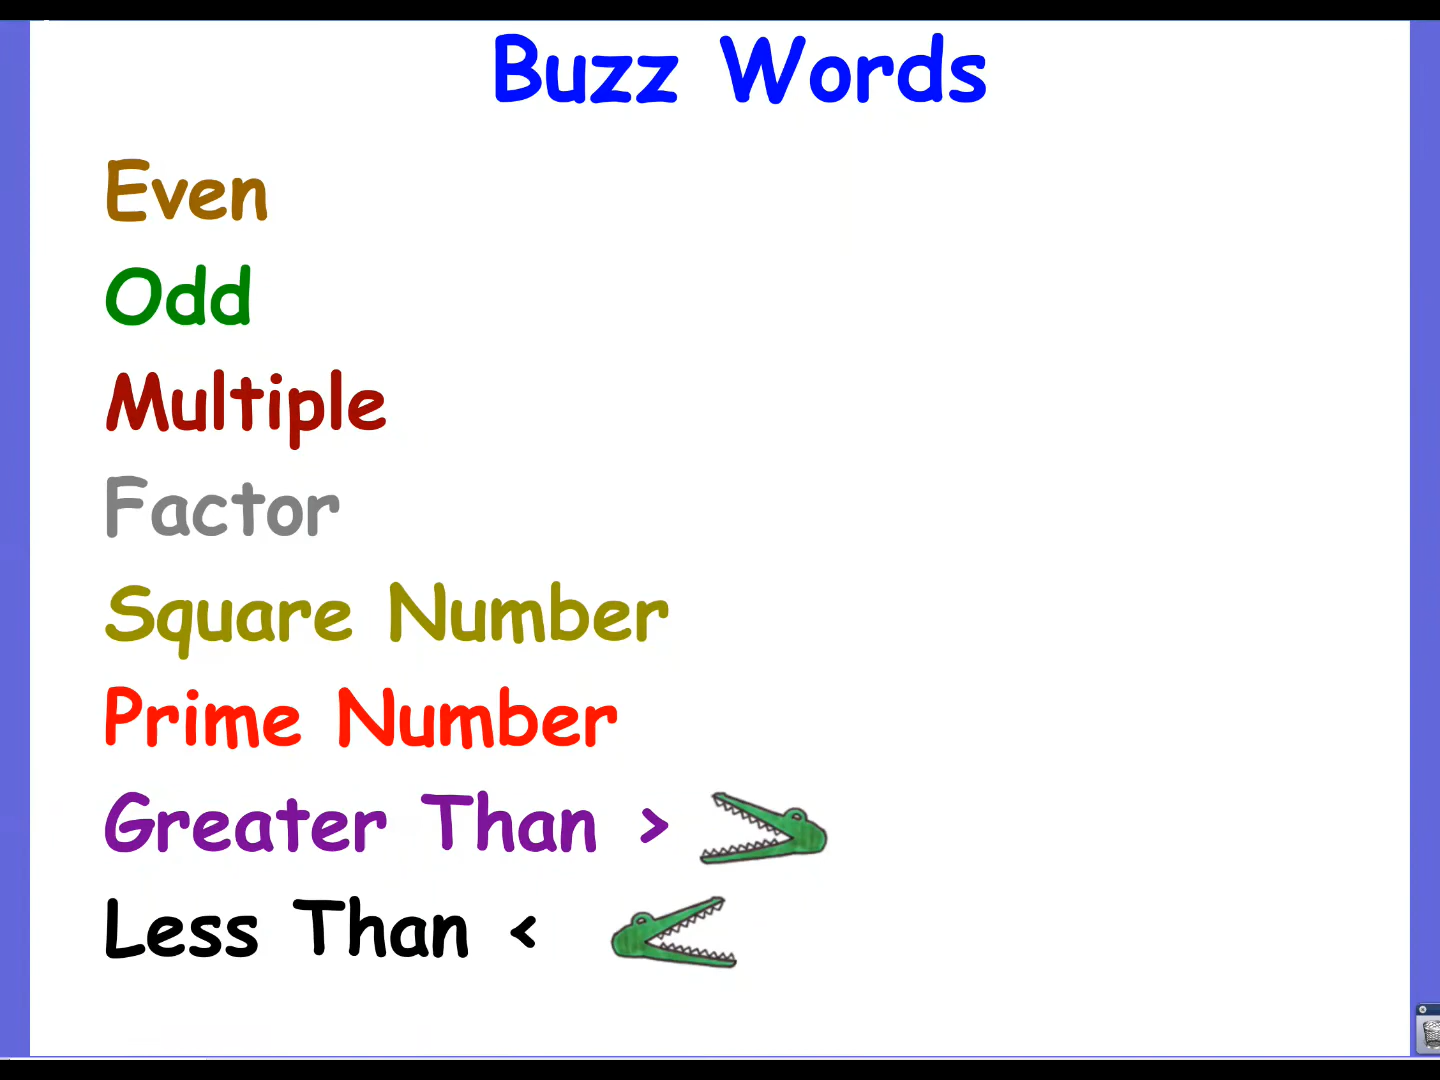 Buzz Words
Even
Odd
Multiple
Factor
Square Number
Prime Number
Greater Than >
Less Than <